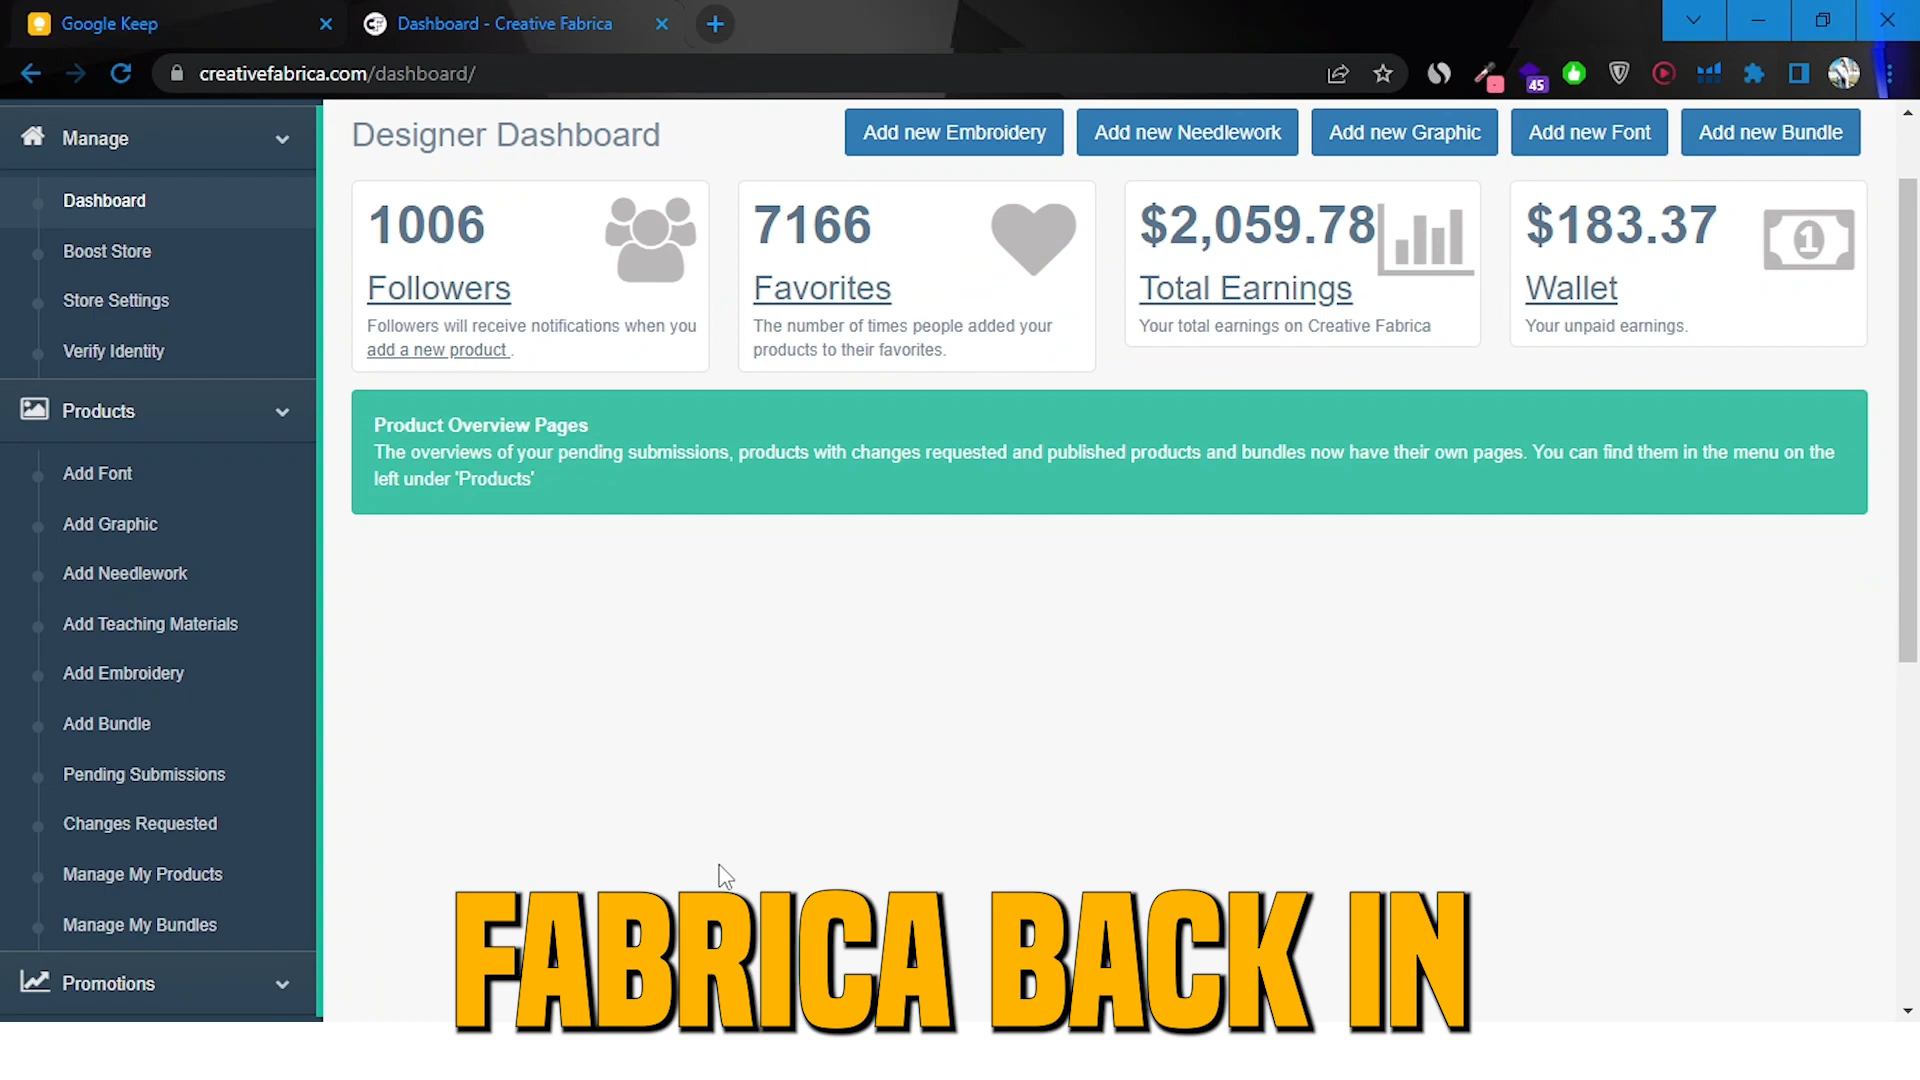 Google Keep
Dashboard - Creative Fabrica
creativefabrica.com/dashboard/
45
Manage
Dashboard
Boost Store
Store Settings
Verify Identity
Products
Add Font
Add Graphic
Add Needlework
Add Teaching Materials
Add Embroidery
Add Bundle
Pending Submissions
Changes Requested
Manage My Products
Manage My Bundles
Promotions
Designer Dashboard
Add new Embroidery
Add new Needlework
Add new Graphic
Add new Font
Add new Bundle
1006
Followers
Followers will receive notifications when you
add a new product .
7166
Favorites
The number of times people added your
products to their favorites.
$2,059.78
Total Earnings
Your total earnings on Creative Fabrica
$183.37
1
Wallet
Your unpaid earnings.
Product Overview Pages
The overviews of your pending submissions, products with changes requested and published products and bundles now have their own pages. You can find them in the menu on the
left under 'Products'
FABRICA BACK IN